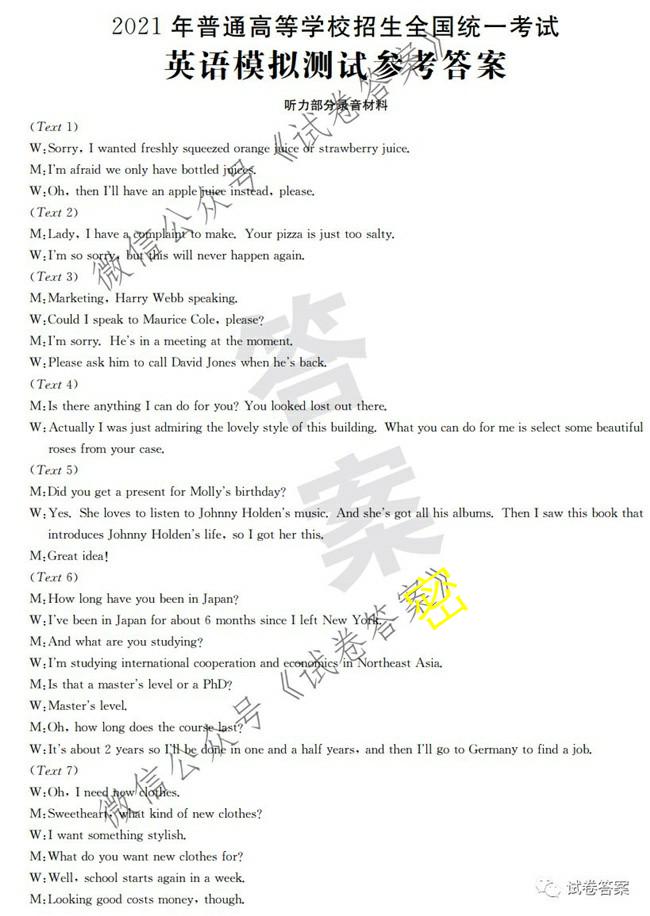 2021 年普通高等学校招生全国统一考试
英语模拟测试参考答案
听力部分录音材料
(Text 1)
W:Sorry, I wanted freshly squeezed orange juice or strawberry juice.
M:I'm afraid we only have bottled juices.
W:Oh, then I'll have an apple juice instead, please.
(Text 2)
M:Lady, I have a complaint to make. Your pizza is just too salty.
W:I'm so sorry, but this will never happen again.
(Text 3)
M:Marketing, Harry Webb speaking.
W:Could I speak to Maurice Cole, please?
M:I'm sorry. He's in a meeting at the moment.
W:Please ask him to call David Jones when he's back.
(Text 4)
M:Is there anything I can do for you? You looked lost out there.
W:Actually I was just admiring the lovely style of this building. What you can do for me is select some beautiful
roses from your case.
(Text 5)
M:Did you get a present for Molly's birthday?
W:Yes. She loves to listen to Johnny Holden's music. And she's got all his albums. Then I saw this book that
introduces Johnny Holden's life, so I got her this.
M:Great idea!
(Text 6)
M:How long have you been in Japan?
W:I've been in Japan for about 6 months since I left New York.
M:And what are you studying?
W:I'm studying international cooperation and economics in Northeast Asia.
M:Is that a master's level or a PhD?
W:Master's level.
M:Oh, how long does the course last?
W:It's about 2 years so I'll be done in one and a half years, and then I'll go to Germany to find a job.
(Text 7)
W:Oh, I need new clothes.
M:Sweetheart, what kind of new clothes?
W:I want something stylish.
M:What do you want new clothes for?
W:Well, school starts again in a week.
M:Looking good costs money, though.
微信公众号《试卷答案》
答案
密
微信公众号《试卷答案》
试卷答案